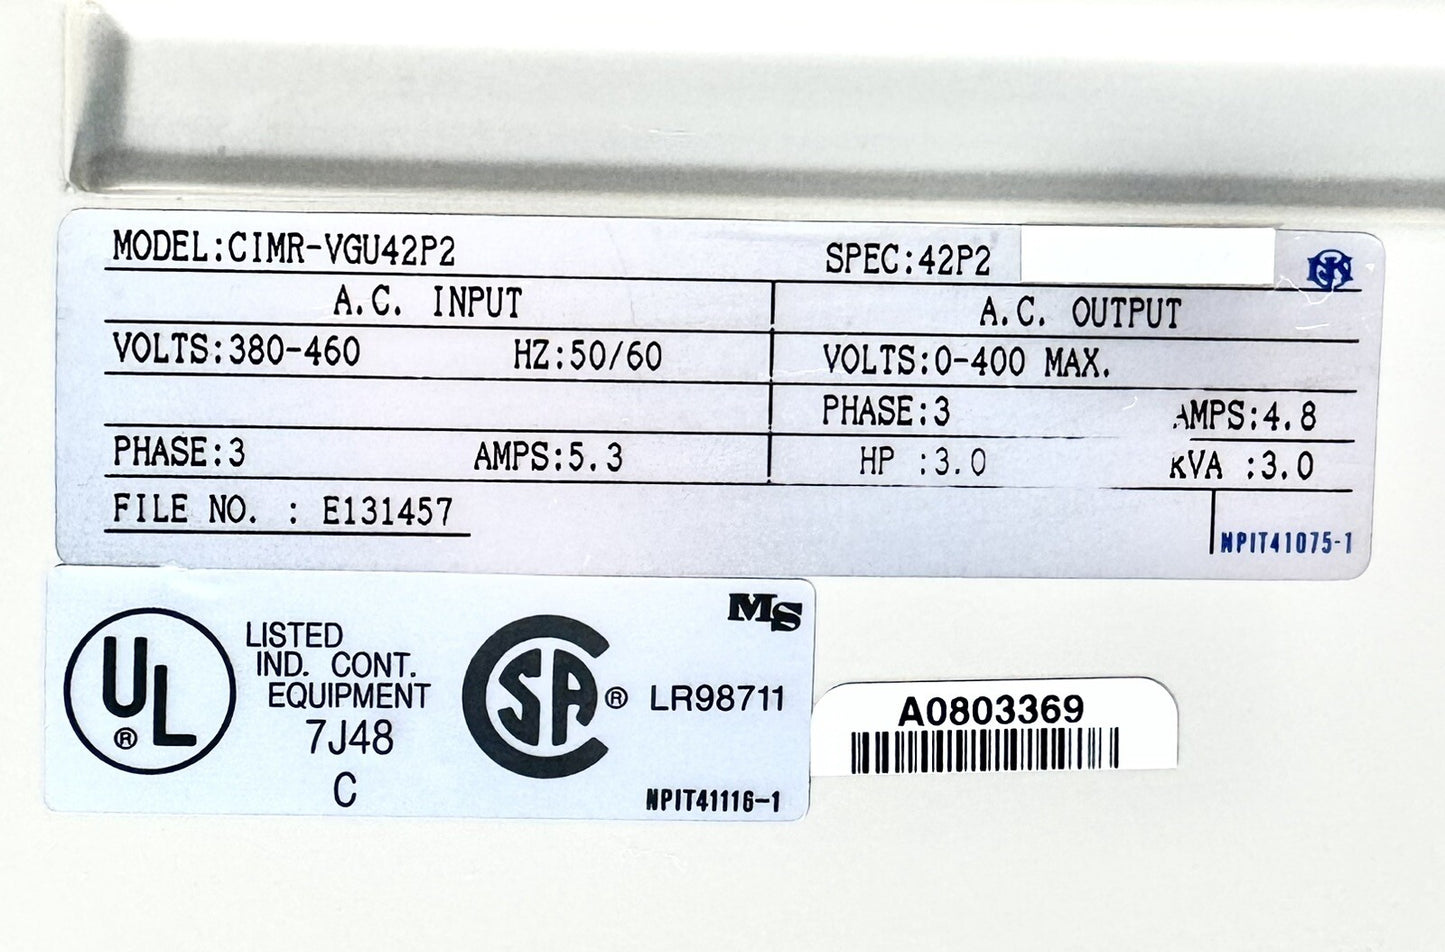 MODEL:CIMR-VGU42P2 SPEC:42P2
A.C. INPUT A.C. OUTPUT
VOLTS:380-460 HZ:50/60 VOLTS:0-400 MAX.
PHASE:3 AMPS:4.8
PHASE:3 AMPS:5.3 HP :3.0 KVA :3.0
FILE NO. : E131457
NPIT41075-1
MS
UL ®
LISTED
IND. CONT.
EQUIPMENT
7J48
C
CSA ® LR98711
NPIT41116-1
A0803369